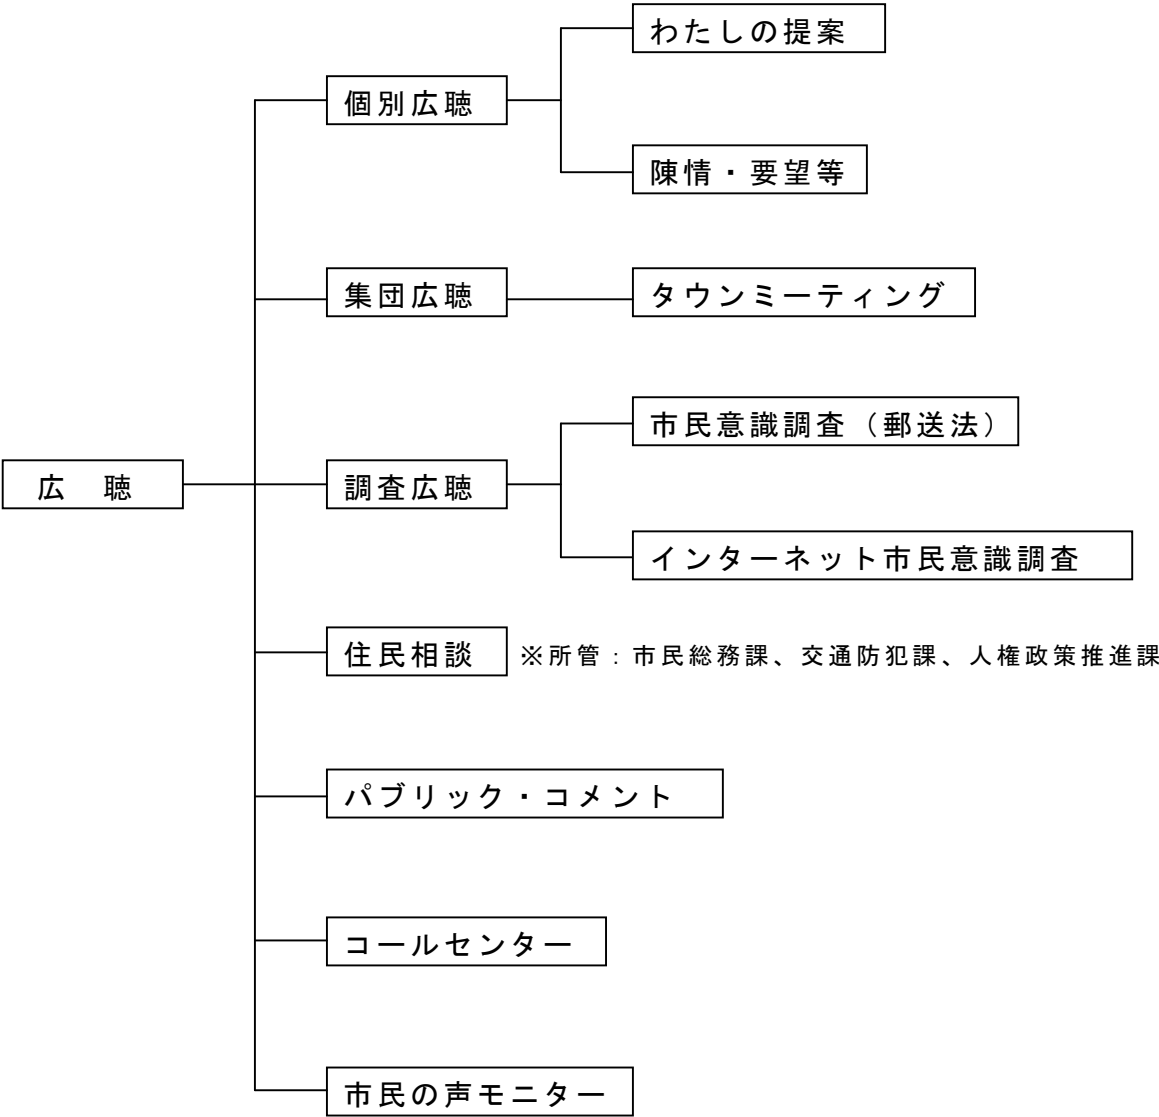 わたしの提案
個別広聴
陳情・要望等
集団広聴
タウンミーティング
市民意識調査（郵送法）
広　聴
調査広聴
インターネット市民意識調査
住民相談
※所管：市民総務課、交通防犯課、人権政策推進課
パブリック・コメント
コールセンター
市民の声モニター